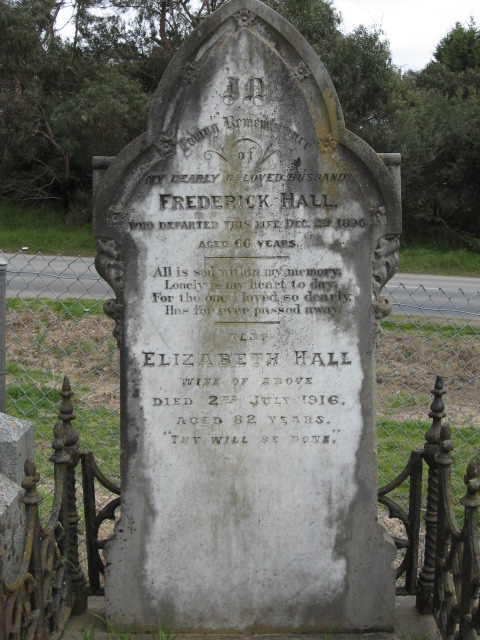 IN
Loving Remembrance
of
MY DEARLY BELOVED HUSBAND
FREDERICK HALL,
WHO DEPARTED THIS LIFE DEC. 1896
AGED 66 YEARS
All is sad within my memory,
Lonely is my heart to day,
For the one i loved so dearly,
Has for ever passed away.
ALSO
ELIZABETH HALL
WIFE OF ABOVE
DIED 2ND JULY 1916.
AGED 82 YEARS.
"THY WILL BE DONE."